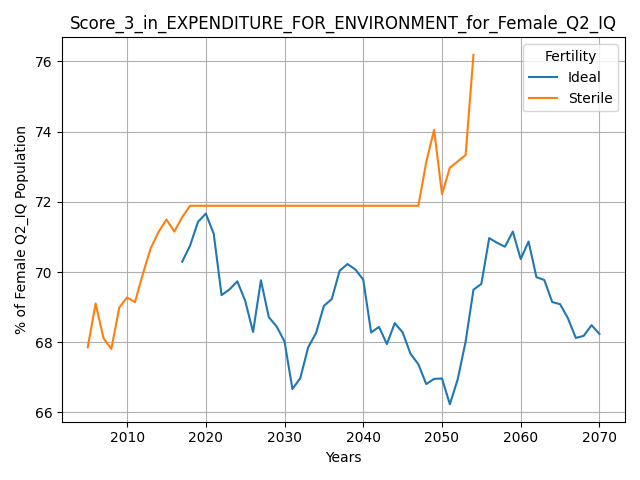 Score_3_in_EXPENDITURE_FOR_ENVIRONMENT_for_Female_Q2_IQ
Fertility
Ideal
Sterile
% of Female Q2_IQ Population
76
74
72
70
68
66
2010 2020 2030 2040 2050 2060 2070
Years